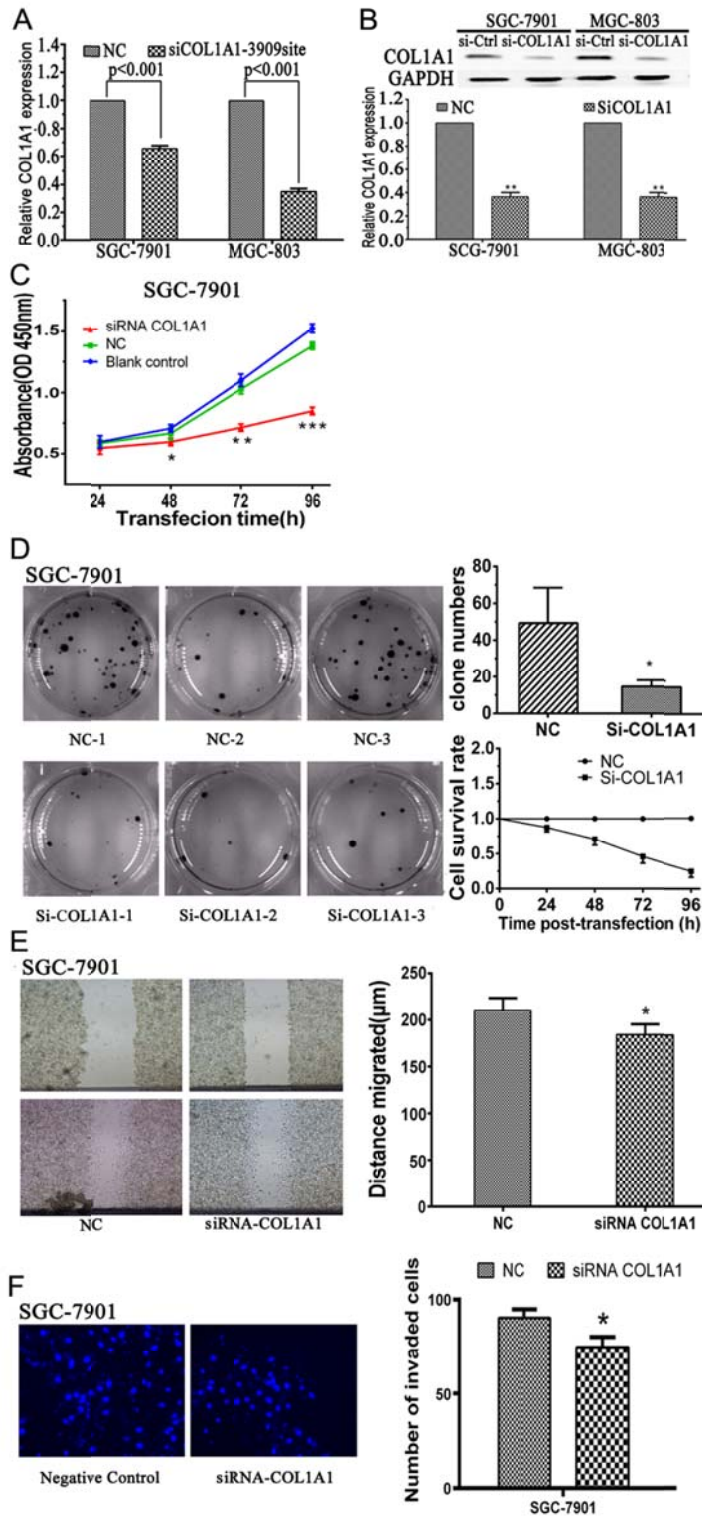 A
NC siCOL1A1-3909site
p<0.001 p<0.001
Relative COL1A1 expression
1.4
1.2
1.0
0.8
0.6
0.4
0.2
0.0
SGC-7901 MGC-803
B
SGC-7901 MGC-803
si-Ctrl si-COL1A1 si-Ctrl si-COL1A1
COL1A1
GAPDH
NC SiCOL1A1
Relative COL1A1 expression
1.2
1.0
0.8
0.6
0.4
0.2
0.0
** **
SCG-7901 MGC-803
C
SGC-7901
siRNA COL1A1
NC
Blank control
Absorbance(OD 450nm)
1.5
1.0
0.5
* ** ***
24 48 72 96
Transfecion time(h)
D
SGC-7901
NC-1 NC-2 NC-3
Si-COL1A1-1 Si-COL1A1-2 Si-COL1A1-3
clone numbers
80
60
40
20
0
*
NC Si-COL1A1
Cell survival rate
2.0
1.5
1.0
0.5
0.0
NC
Si-COL1A1
0 24 48 72 96
Time post-transfection (h)
E
SGC-7901
NC siRNA-COL1A1
Distance migrated(μm)
250
200
150
100
50
0
*
NC siRNA COL1A1
F
SGC-7901
Negative Control siRNA-COL1A1
NC siRNA COL1A1
Number of invaded cells
100
50
0
*
SGC-7901